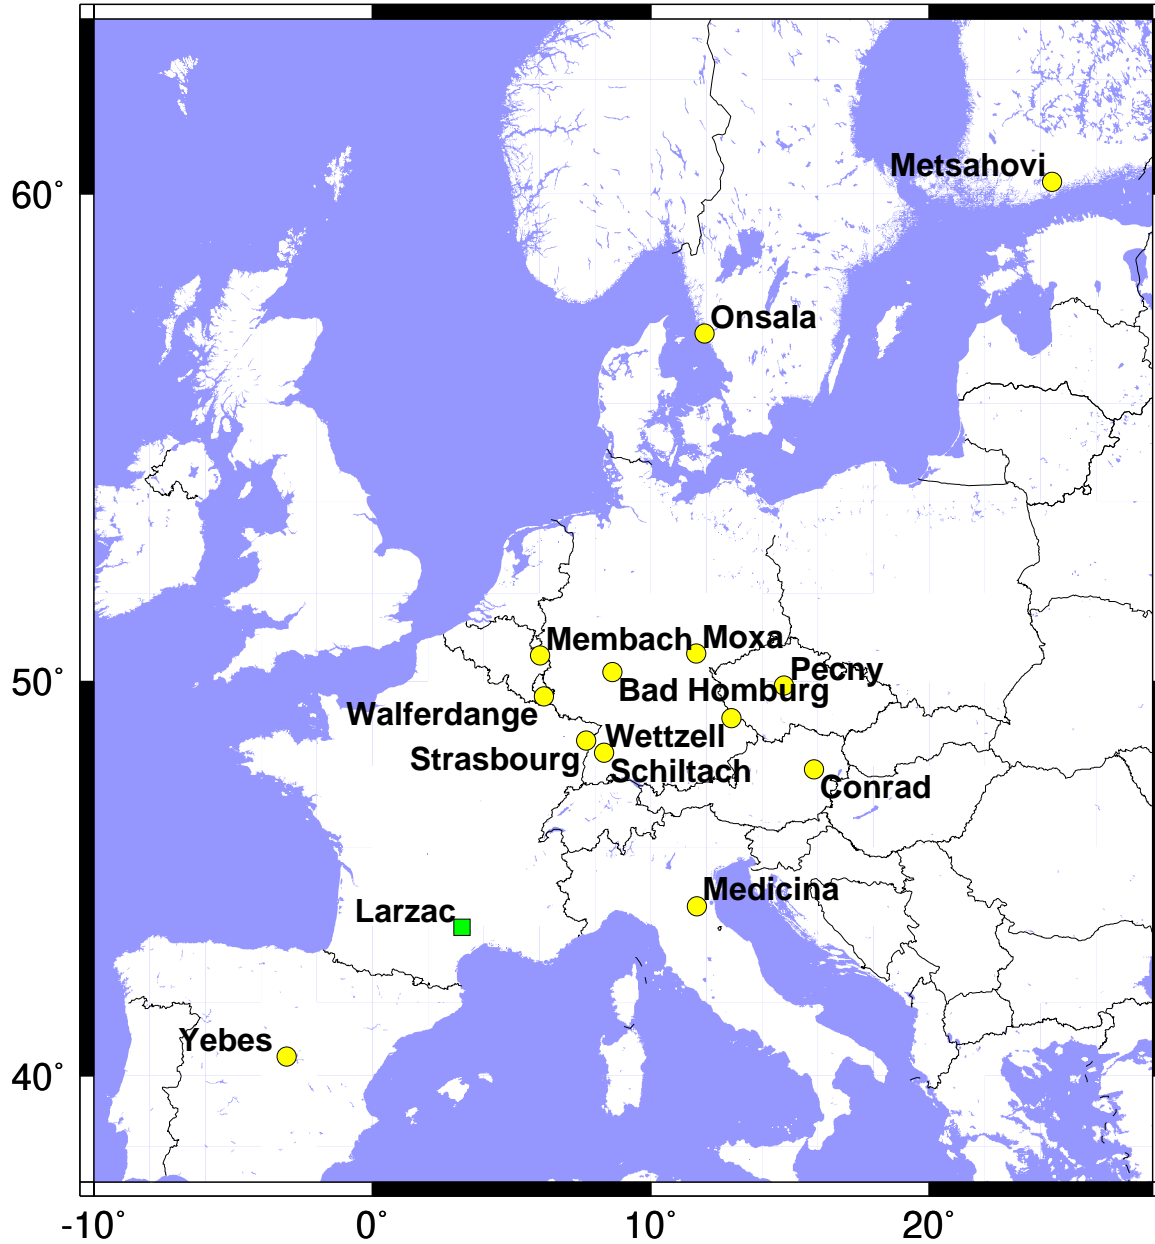 Metsahovi
60°
Onsala
Membach
Moxa
Pecny
50°
Bad Homburg
Walferdange
Wettzell
Strasbourg
Schiltach
Conrad
Medicina
Larzac
Yebes
40°
-10°
0°
10°
20°